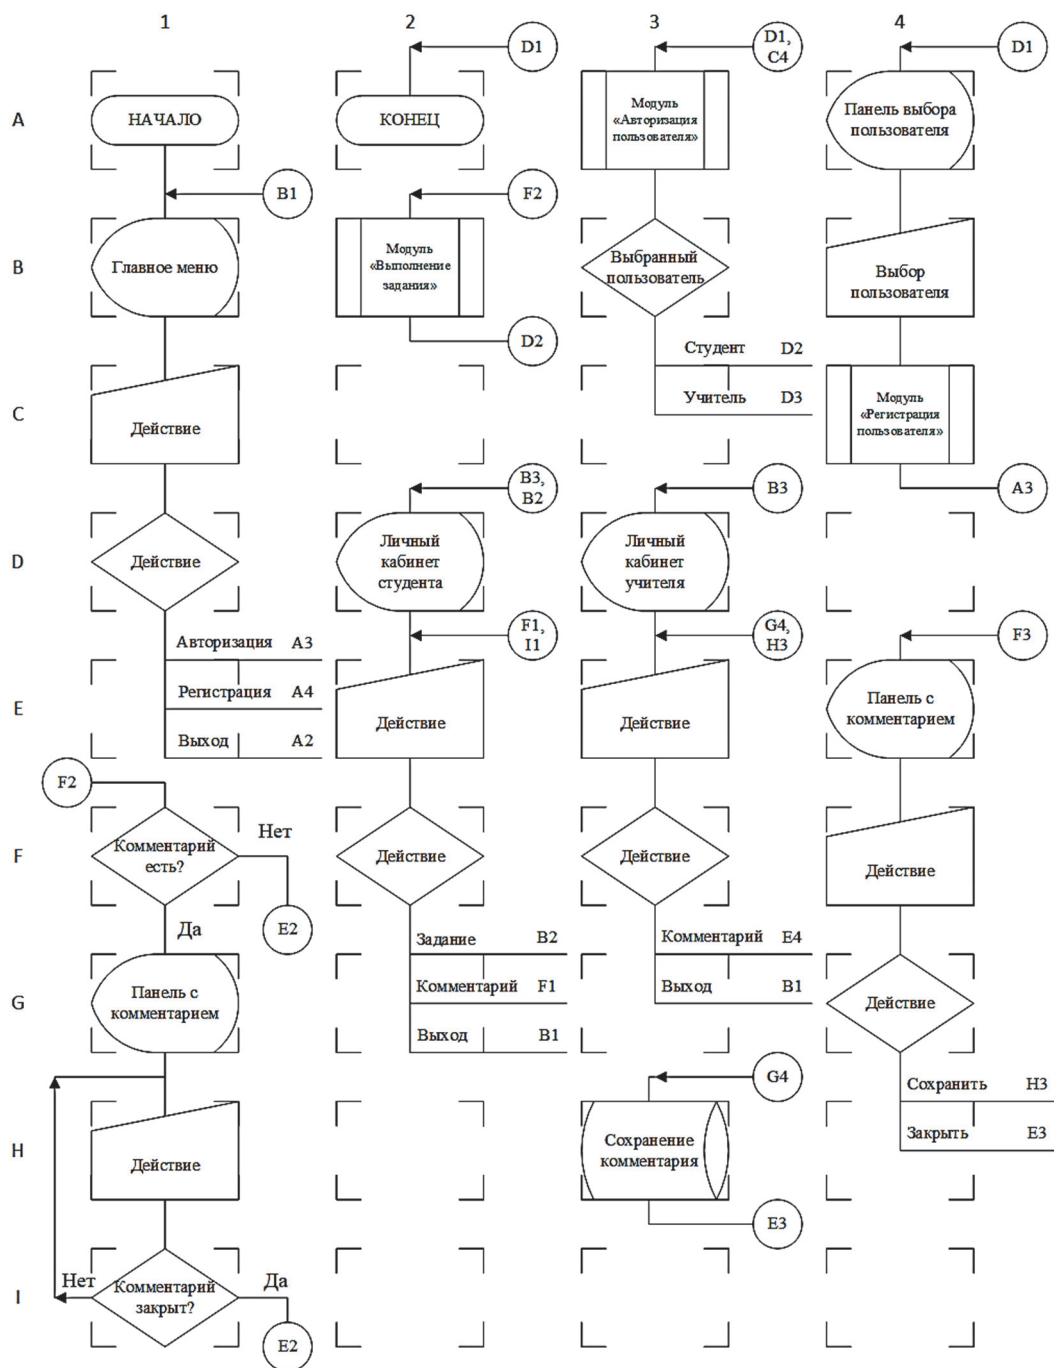 1
2
3
4
D1
D1,
C4
D1
A
НАЧАЛО
КОНЕЦ
Модуль
«Авторизация
пользователя»
Панель выбора
пользователя
B1
F2
B
Главное меню
Модуль
«Выполнение
задания»
Выбранный
пользователь
Выбор
пользователя
D2
Студент D2
Учитель D3
C
Действие
Модуль
«Регистрация
пользователя»
B3,
B2
B3
A3
D
Действие
Личный
кабинет
студента
Личный
кабинет
учителя
F1,
I1
G4,
H3
F3
Авторизация A3
Регистрация A4
Выход A2
E
Действие
Действие
Панель с
комментарием
F2
F
Комментарий
есть?
Нет
E2
Да
Действие
Действие
Действие
Задание B2
Комментарий F1
Выход B1
Комментарий E4
Выход B1
G
Панель с
комментарием
Действие
G4
Сохранить H3
Закрыть E3
H
Действие
Сохранение
комментария
E3
I
Нет
Комментарий
закрыт?
Да
E2